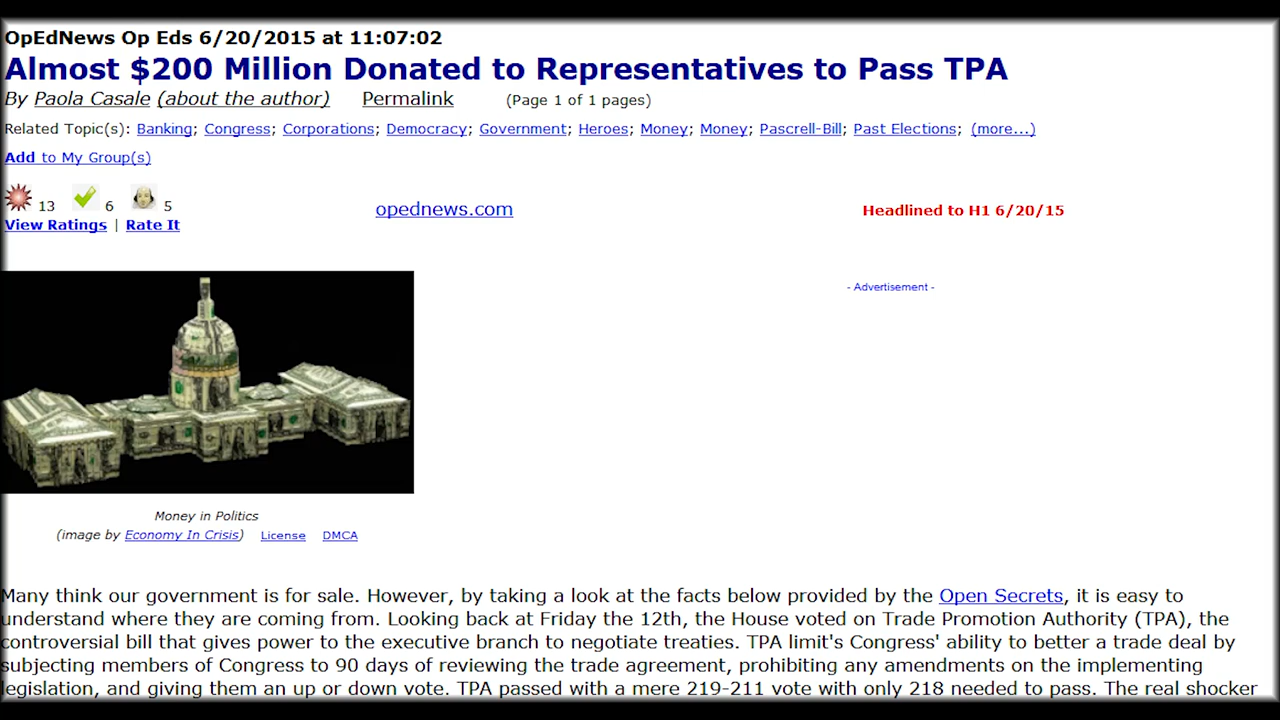 OpEdNews Op Eds 6/20/2015 at 11:07:02
Almost $200 Million Donated to Representatives to Pass TPA
By Paola Casale (about the author) Permalink (Page 1 of 1 pages)
Related Topic(s): Banking; Congress; Corporations; Democracy; Government; Heroes; Money; Money; Pascrell-Bill; Past Elections; (more...)
Add to My Group(s)
13 6 5
View Ratings | Rate It
opednews.com
Headlined to H1 6/20/15
- Advertisement -
Money in Politics
(image by Economy In Crisis) License DMCA
Many think our government is for sale. However, by taking a look at the facts below provided by the Open Secrets, it is easy to
understand where they are coming from. Looking back at Friday the 12th, the House voted on Trade Promotion Authority (TPA), the
controversial bill that gives power to the executive branch to negotiate treaties. TPA limit's Congress' ability to better a trade deal by
subjecting members of Congress to 90 days of reviewing the trade agreement, prohibiting any amendments on the implementing
legislation, and giving them an up or down vote. TPA passed with a mere 219-211 vote with only 218 needed to pass. The real shocker